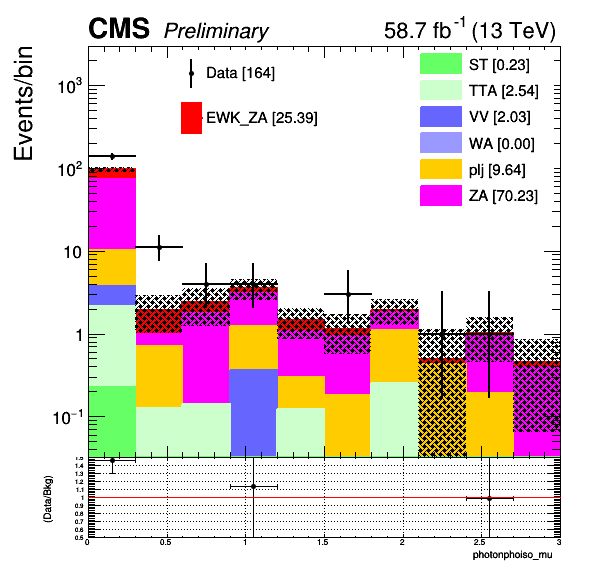 CMS Preliminary 58.7 fb⁻¹ (13 TeV)
Events/bin
Data [164]
EWK_ZA [25.39]
ST [0.23]
TTA [2.54]
VV [2.03]
WA [0.00]
plj [9.64]
ZA [70.23]
10³
10²
10
1
10⁻¹
(Data/Bkg)
1.5
1.4
1.3
1.2
1.1
1
0.9
0.8
0.7
0.6
0.5
0 0.5 1 1.5 2 2.5 3
photonphoiso_mu